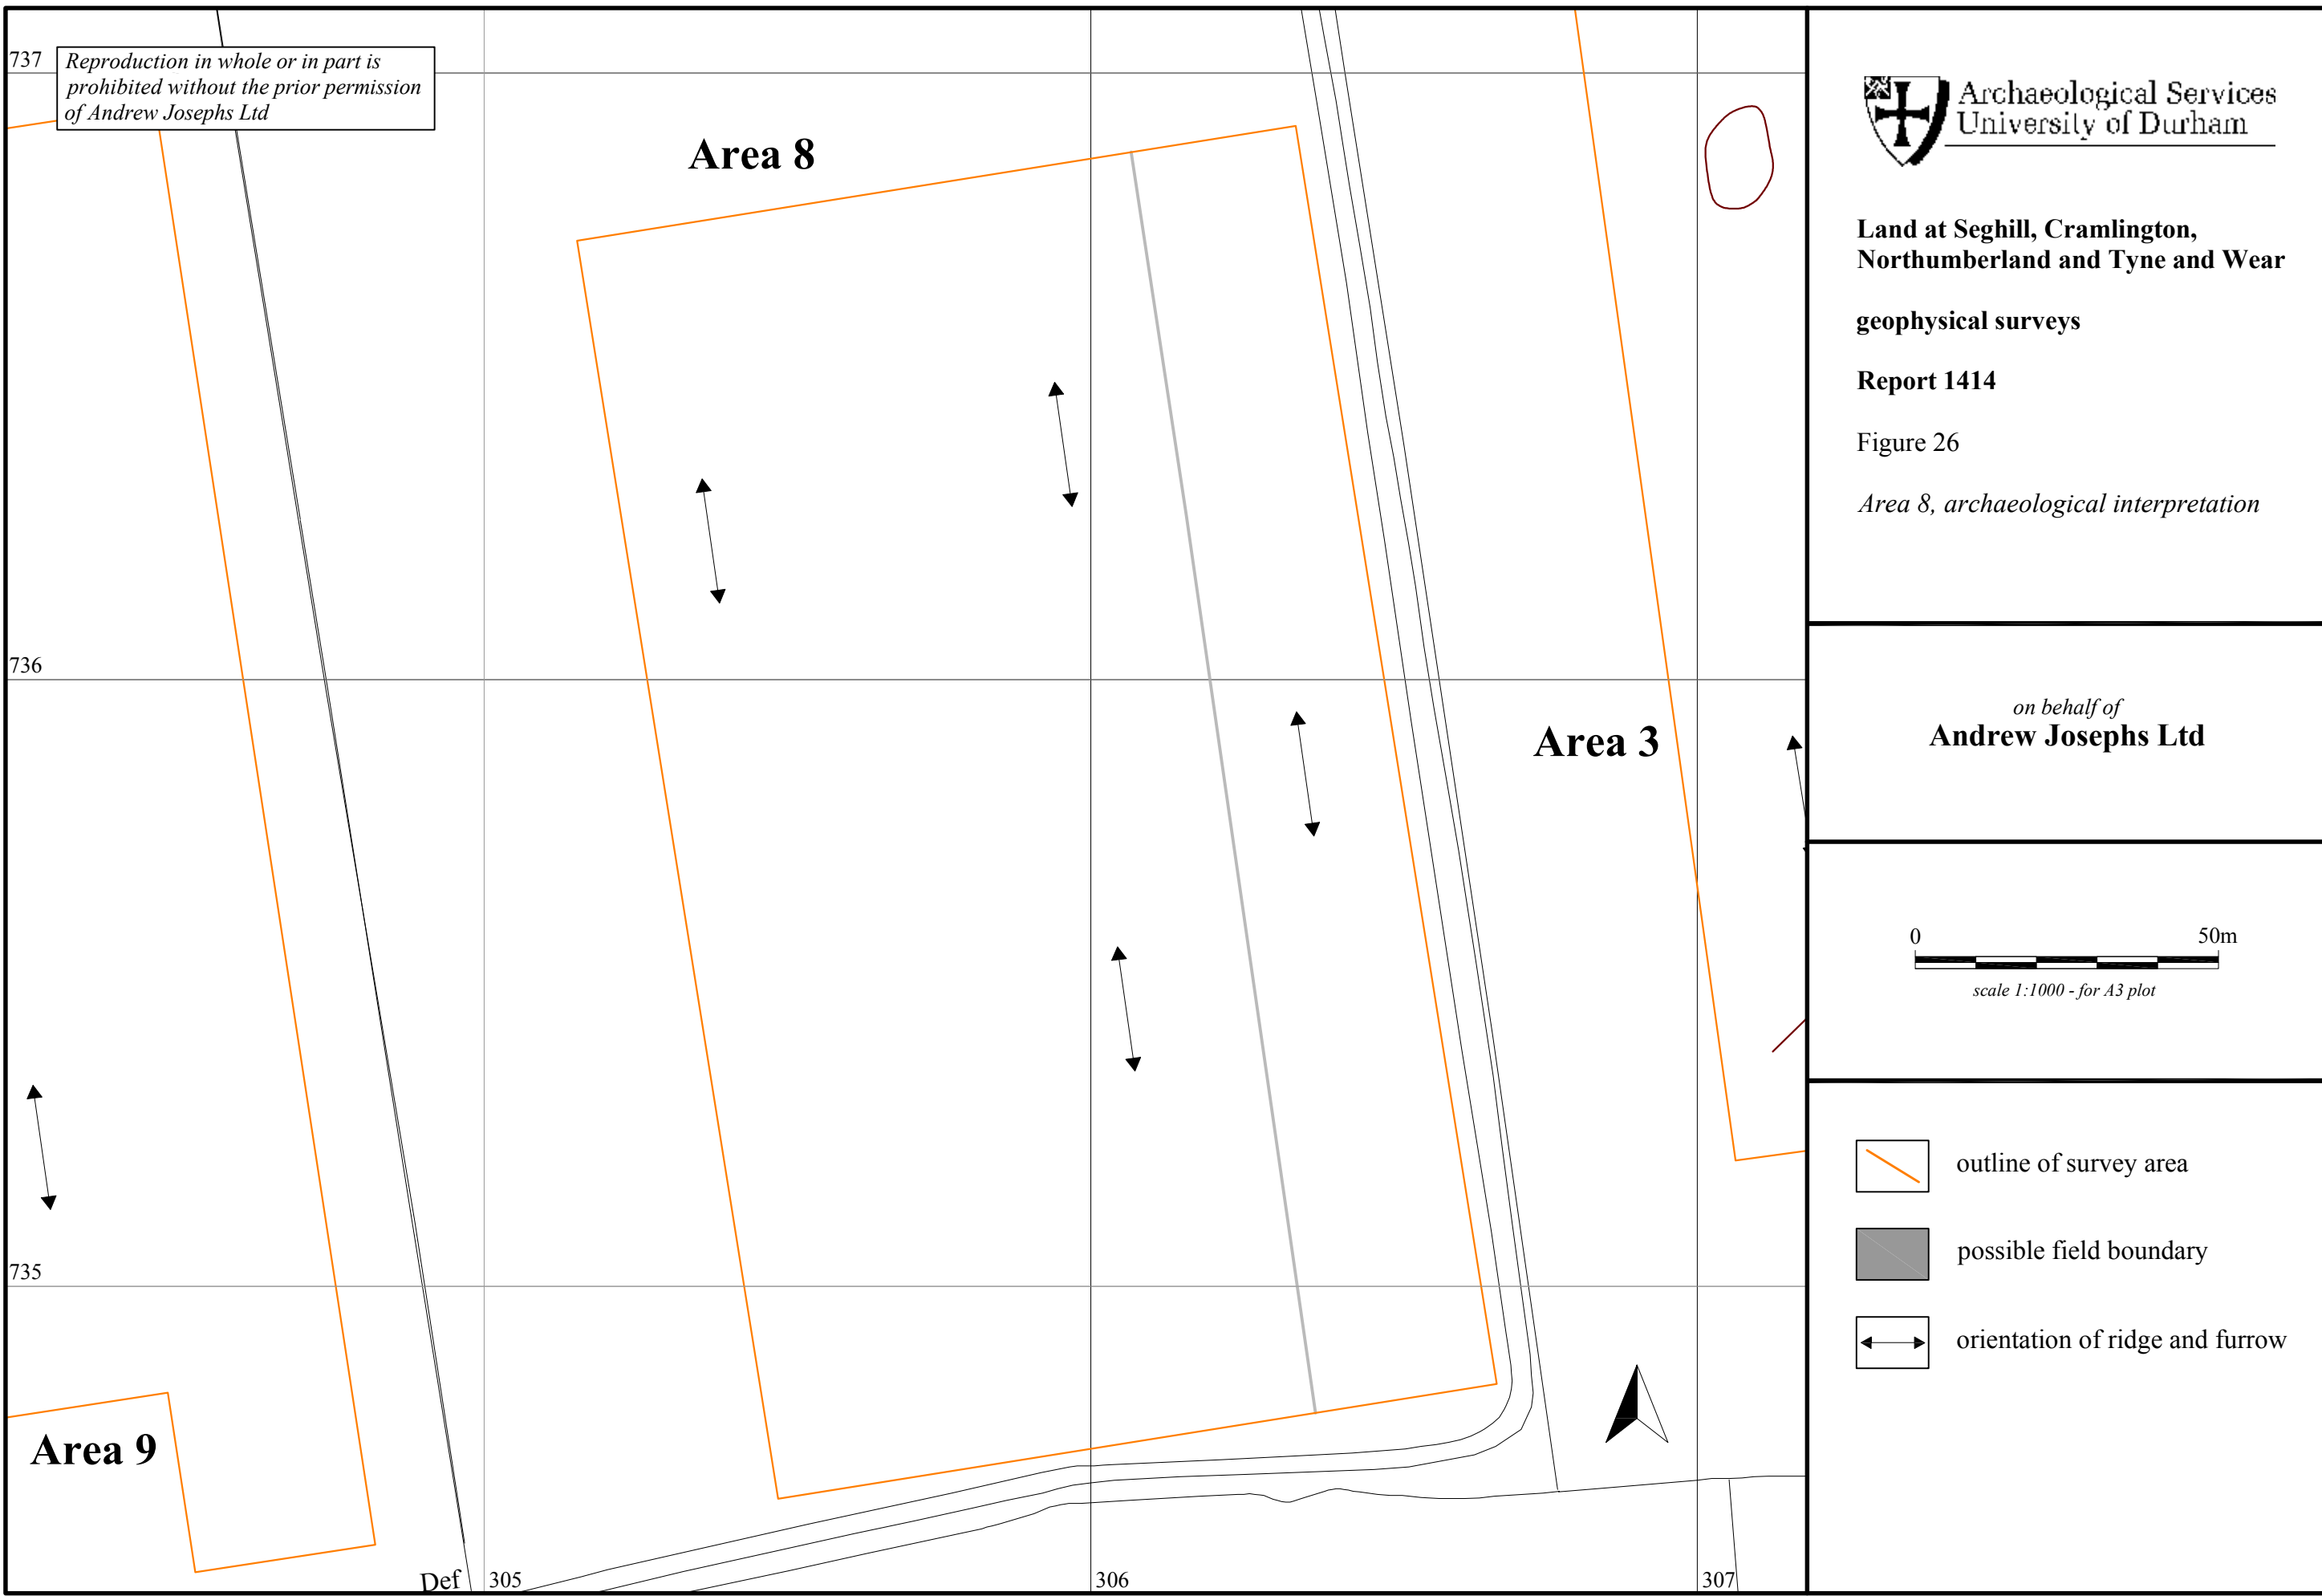 737
Reproduction in whole or in part is
prohibited without the prior permission
of Andrew Josephs Ltd
Area 8
736
Area 3
735
Area 9
Def
305
306
307
Archaeological Services
University of Durham
Land at Seghill, Cramlington,
Northumberland and Tyne and Wear
geophysical surveys
Report 1414
Figure 26
Area 8, archaeological interpretation
on behalf of
Andrew Josephs Ltd
0 50m
scale 1:1000 - for A3 plot
outline of survey area
possible field boundary
orientation of ridge and furrow